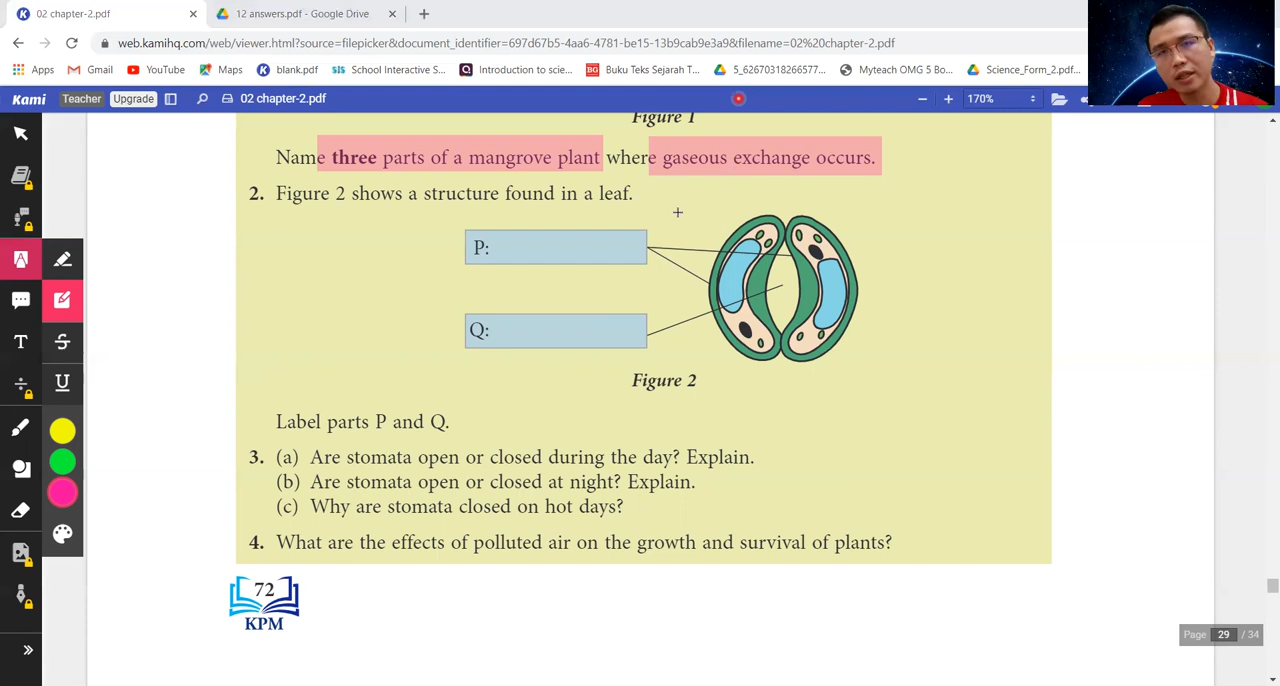 02 chapter-2.pdf
12 answers.pdf - Google Drive
web.kamihq.com/web/viewer.html?source=filepicker&document_identifier=697d67b5-4aa6-4781-be15-13b9cab9e3a9&filename=02%20chapter-2.pdf
Apps Gmail YouTube Maps blank.pdf School Interactive S... Introduction to scie... Buku Teks Sejarah T... 5_62670318266577... Myteach OMG 5 Bo... Science_Form_2.pd...
Kami Teacher Upgrade 02 chapter-2.pdf 170%
Figure 1
Name three parts of a mangrove plant where gaseous exchange occurs.
2. Figure 2 shows a structure found in a leaf.
P:
Q:
Figure 2
Label parts P and Q.
3. (a) Are stomata open or closed during the day? Explain.
(b) Are stomata open or closed at night? Explain.
(c) Why are stomata closed on hot days?
4. What are the effects of polluted air on the growth and survival of plants?
72
KPM
Page 29 / 34